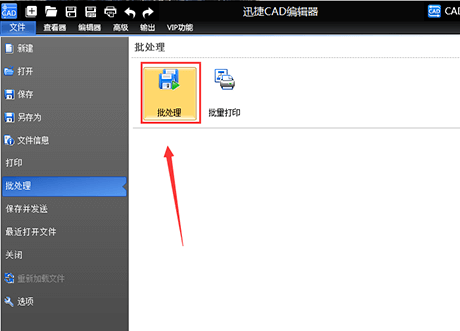 CAD
迅捷CAD编辑器
CAD
文件 查看器 编辑器 高级 输出 VIP功能
新建
打开
保存
另存为
文件信息
打印
批处理
保存并发送
最近打开文件
关闭
重新加载文件
选项
批处理
批处理 批量打印